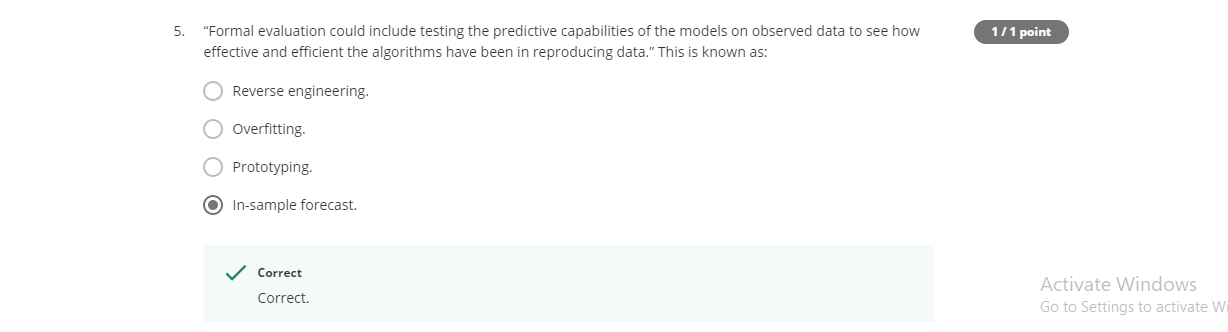 5. “Formal evaluation could include testing the predictive capabilities of the models on observed data to see how
1 / 1 point
effective and efficient the algorithms have been in reproducing data.” This is known as:
Reverse engineering.
Overfitting.
Prototyping.
In-sample forecast.
Correct
Correct.
Activate Windows
Go to Settings to activate